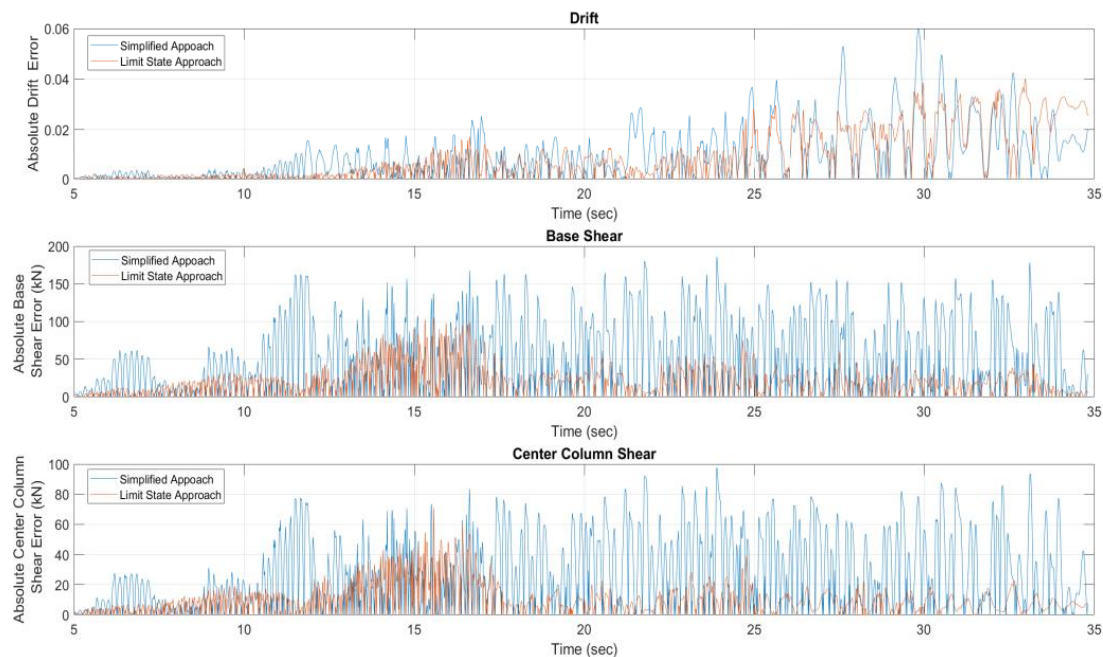 Drift
Simplified Appoach
Limit State Approach
Absolute Drift Error
0.06
0.04
0.02
0
5 10 15 20 25 30 35
Time (sec)
Base Shear
Simplified Appoach
Limit State Approach
Absolute Base
Shear Error (kN)
200
150
100
50
0
5 10 15 20 25 30 35
Time (sec)
Center Column Shear
Simplified Appoach
Limit State Approach
Absolute Center Column
Shear Error (kN)
100
80
60
40
20
0
5 10 15 20 25 30 35
Time (sec)